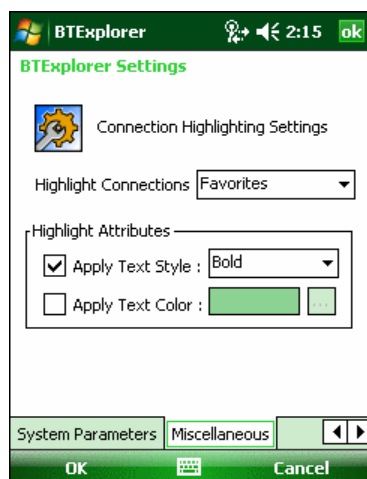 BTExplorer 2:15 ok
BTExplorer Settings
Connection Highlighting Settings
Highlight Connections Favorites
Highlight Attributes
Apply Text Style : Bold
Apply Text Color : ...
System Parameters Miscellaneous
OK Cancel